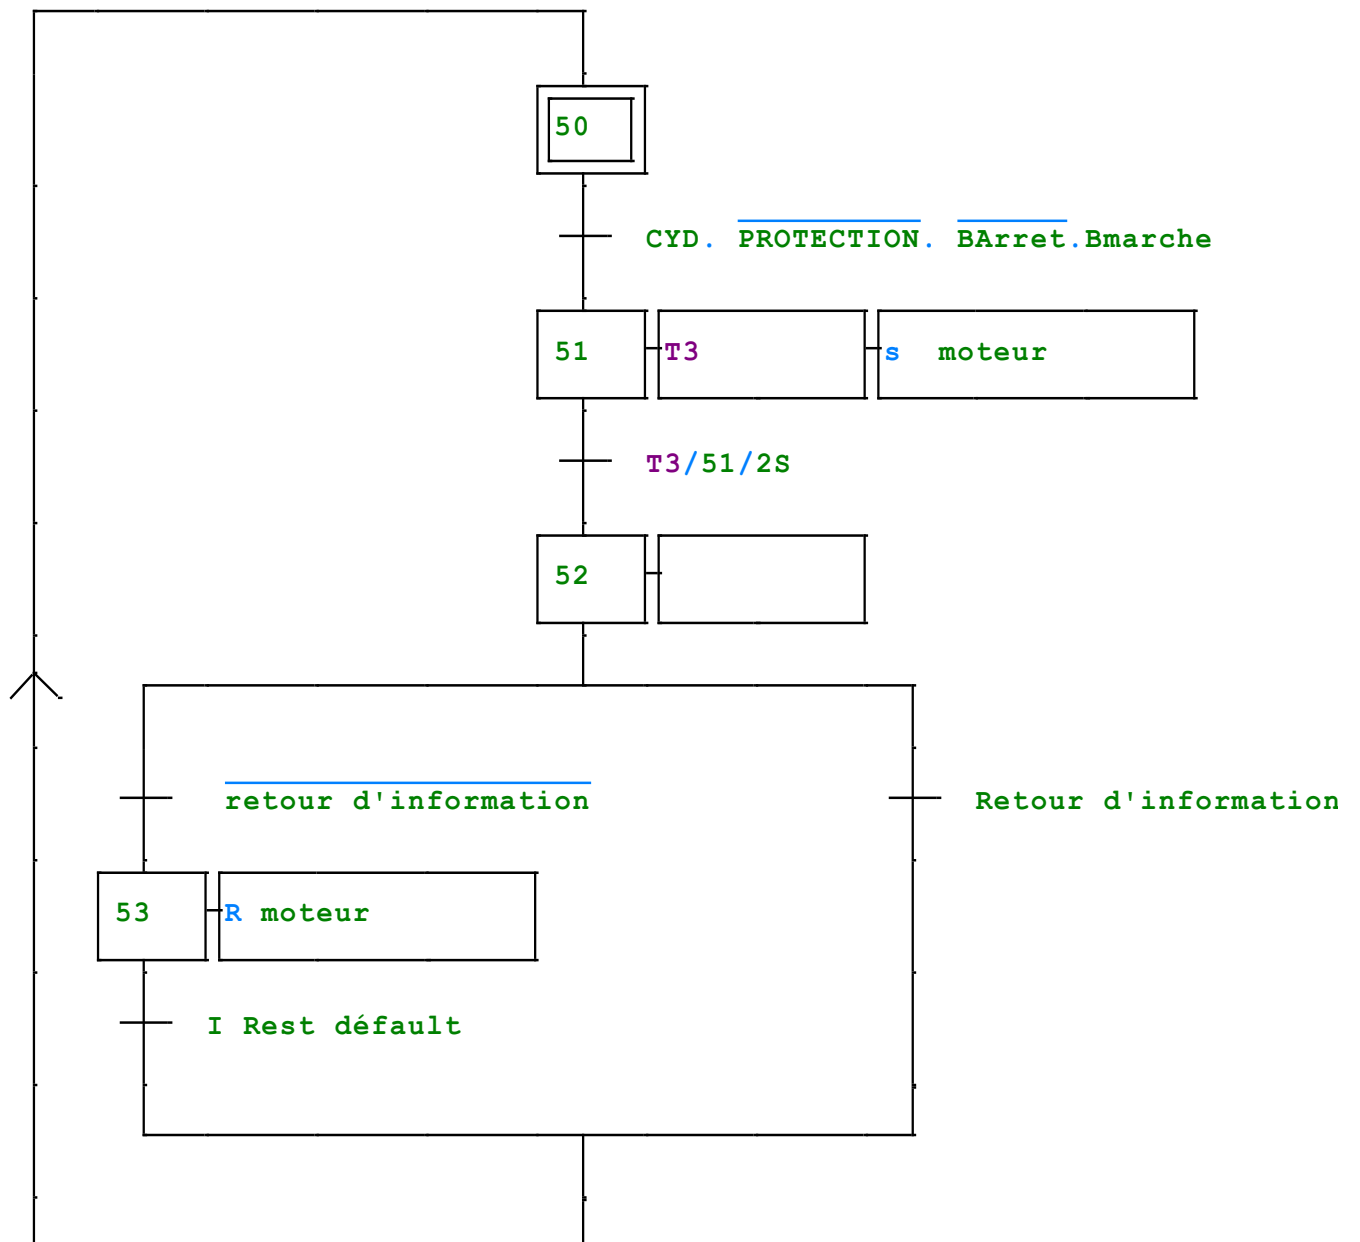 50
CYD. PROTECTION. BArret.Bmarche
51 T3 s moteur
T3/51/2S
52
retour d'information Retour d'information
53 R moteur
I Rest défault